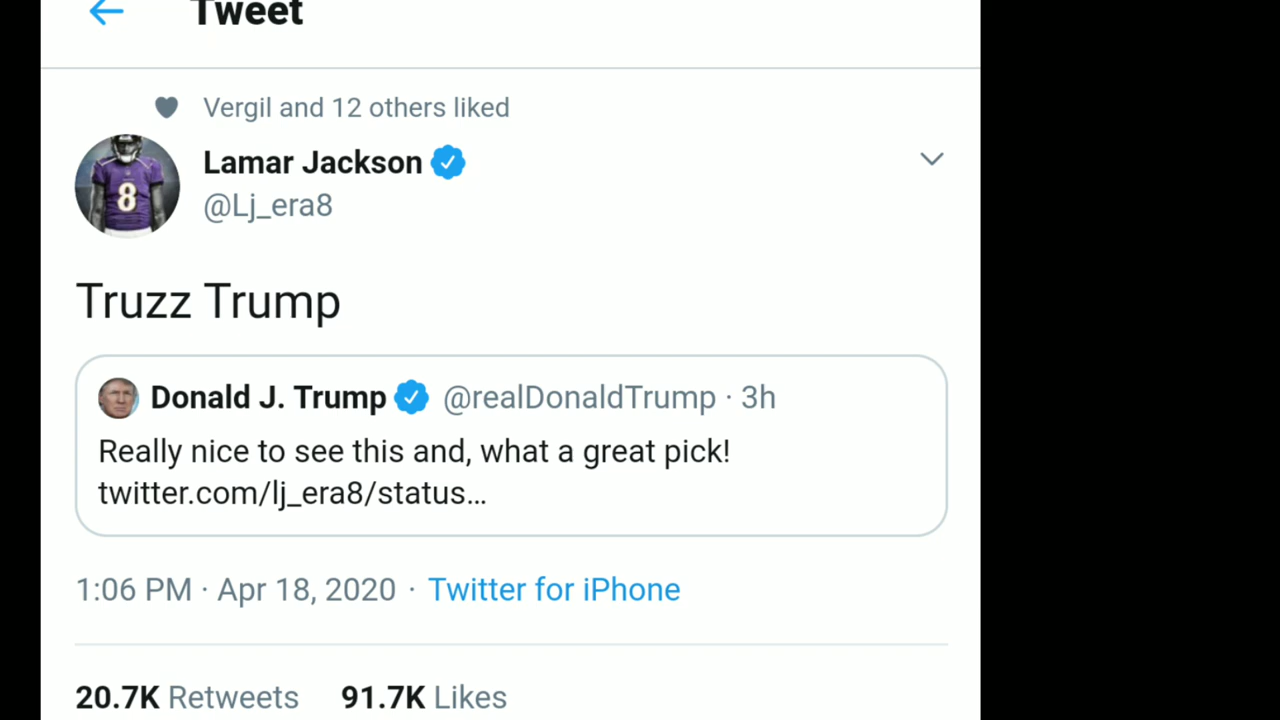 Tweet
Vergil and 12 others liked
Lamar Jackson
@Lj_era8
8
Truzz Trump
Donald J. Trump @realDonaldTrump · 3h
Really nice to see this and, what a great pick!
twitter.com/lj_era8/status…
1:06 PM · Apr 18, 2020 · Twitter for iPhone
20.7K Retweets 91.7K Likes